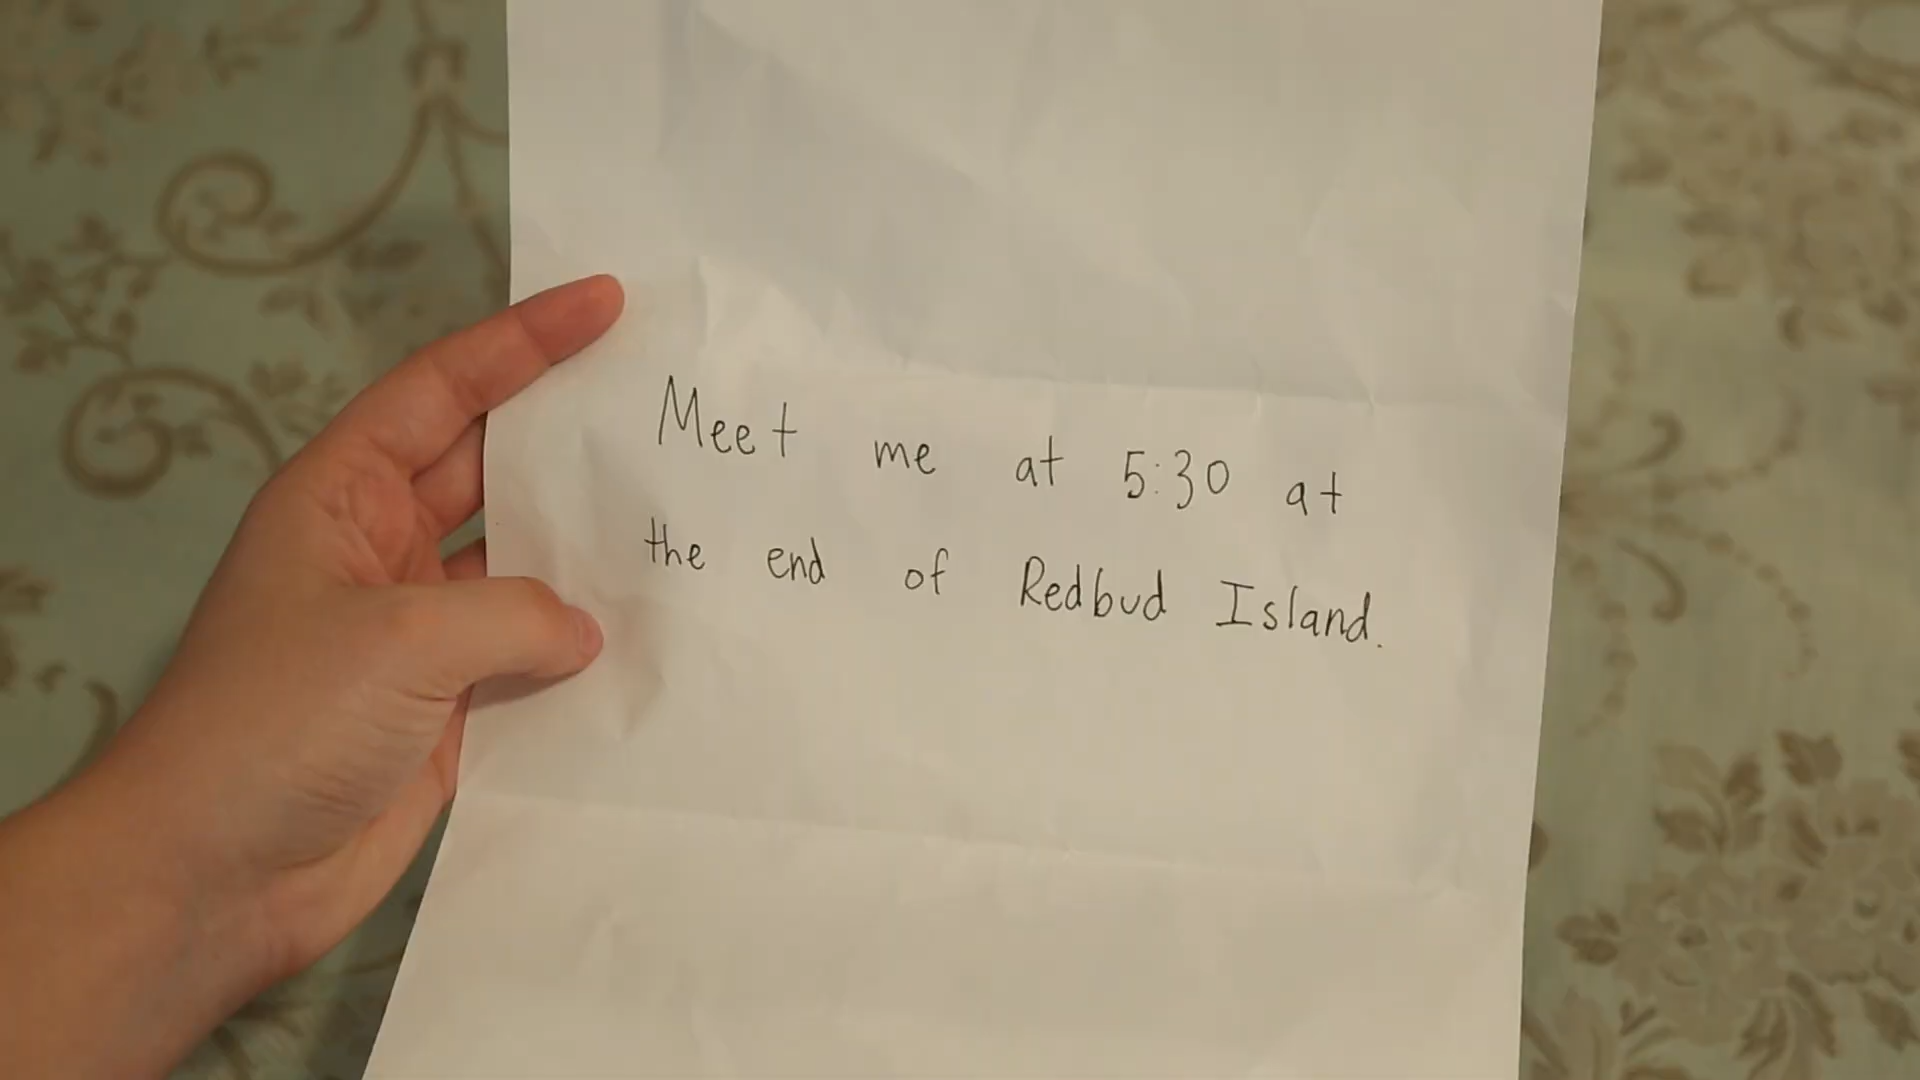 Meet me at 5:30 at
the end of Redbud Island.